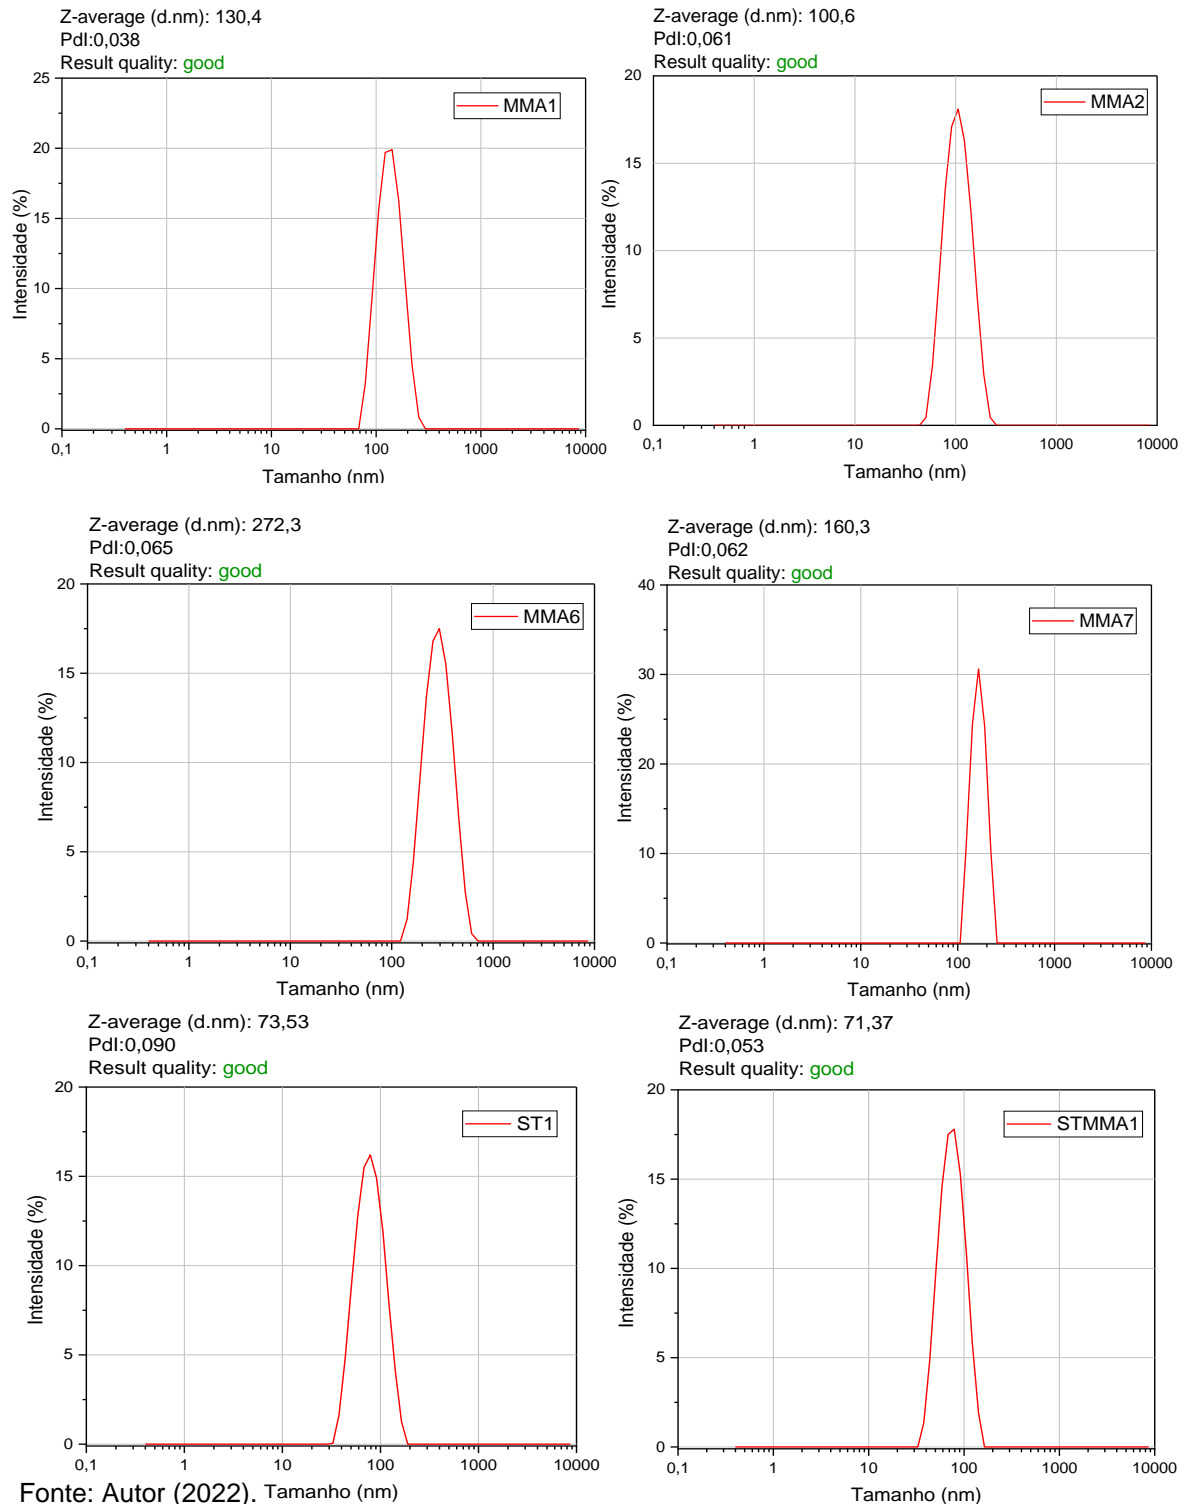 Z-average (d.nm): 130,4
PdI:0,038
Result quality: good
25
20
15
10
5
0
Intensidade (%)
MMA1
0,1 1 10 100 1000 10000
Tamanho (nm)
Z-average (d.nm): 100,6
PdI:0,061
Result quality: good
20
15
10
5
0
Intensidade (%)
MMA2
0,1 1 10 100 1000 10000
Tamanho (nm)
Z-average (d.nm): 272,3
PdI:0,065
Result quality: good
20
15
10
5
0
Intensidade (%)
MMA6
0,1 1 10 100 1000 10000
Tamanho (nm)
Z-average (d.nm): 160,3
PdI:0,062
Result quality: good
40
30
20
10
0
Intensidade (%)
MMA7
0,1 1 10 100 1000 10000
Tamanho (nm)
Z-average (d.nm): 73,53
PdI:0,090
Result quality: good
20
15
10
5
0
Intensidade (%)
ST1
0,1 1 10 100 1000 10000
Tamanho (nm)
Z-average (d.nm): 71,37
PdI:0,053
Result quality: good
20
15
10
5
0
Intensidade (%)
STMMA1
0,1 1 10 100 1000 10000
Tamanho (nm)
Fonte: Autor (2022).